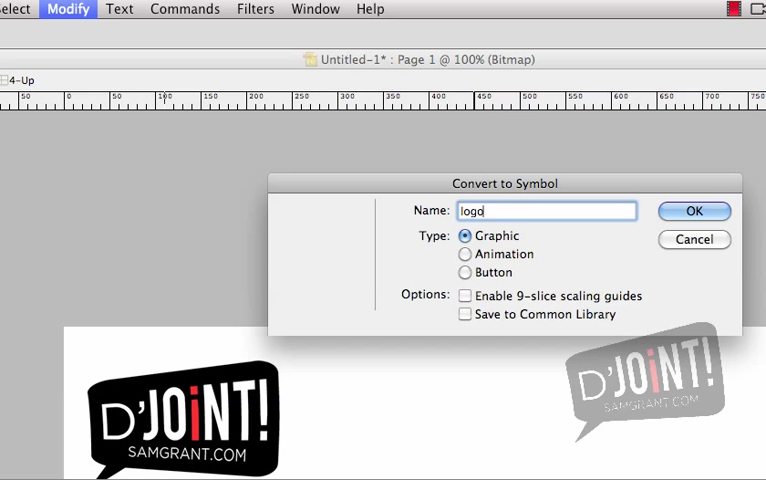 elect Modify Text Commands Filters Window Help
Untitled-1* : Page 1 @ 100% (Bitmap)
4-Up
50 0 50 100 150 200 250 300 350 400 450 500 550 600 650 700 750
Convert to Symbol
Name: logo OK
Type: Graphic Cancel
Animation
Button
Options: Enable 9-slice scaling guides
Save to Common Library
D'JOiNT!
SAMGRANT.COM
D'JOiNT!
SAMGRANT.COM